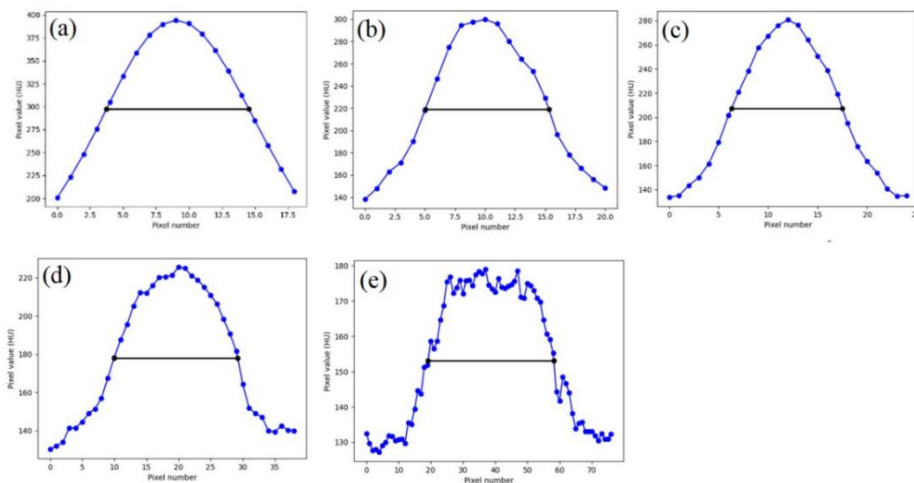 (a)
400
375
350
325
300
275
250
225
200
Pixel value (HU)
0.0 2.5 5.0 7.5 10.0 12.5 15.0 17.5
Pixel number
(b)
300
280
260
240
220
200
180
160
140
Pixel value (HU)
0.0 2.5 5.0 7.5 10.0 12.5 15.0 17.5 20.0
Pixel number
(c)
280
260
240
220
200
180
160
140
Pixel value (HU)
0 5 10 15 20
Pixel number
(d)
220
200
180
160
140
Pixel value (HU)
0 5 10 15 20 25 30 35
Pixel number
(e)
180
170
160
150
140
130
Pixel value (HU)
0 10 20 30 40 50 60 70
Pixel number